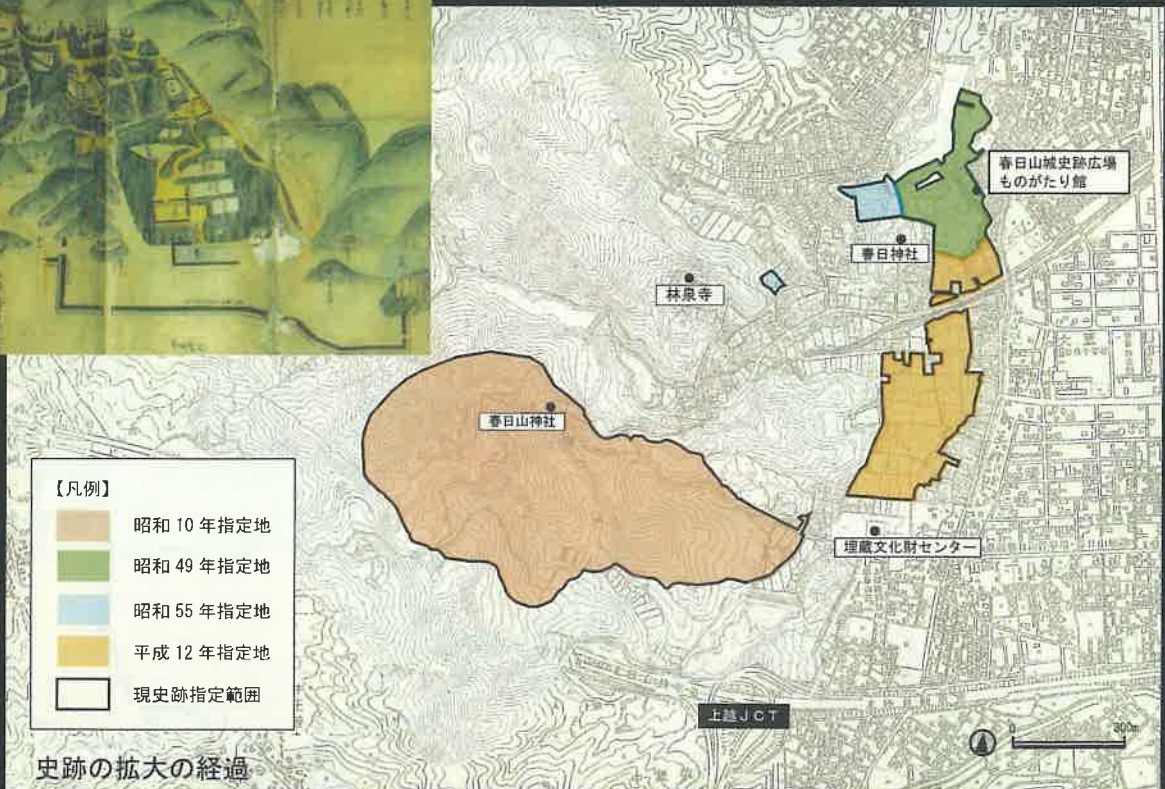 春日山城史跡広場
ものがたり館
春日神社
林泉寺
春日山神社
埋蔵文化財センター
【凡例】
昭和 10 年指定地
昭和 49 年指定地
昭和 55 年指定地
平成 12 年指定地
現史跡指定範囲
上越JCT
0 300m
史跡の拡大の経過